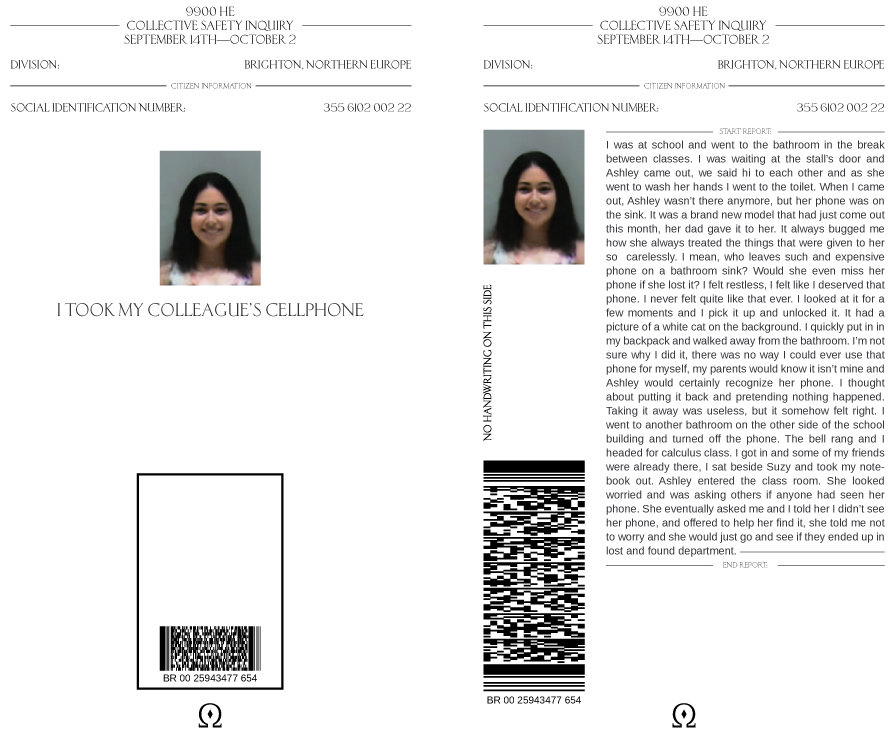 9900 HE
COLLECTIVE SAFETY INQUIRY
SEPTEMBER 14TH—OCTOBER 2
DIVISION: BRIGHTON, NORTHERN EUROPE
CITIZEN INFORMATION
SOCIAL IDENTIFICATION NUMBER: 355 6102 002 22
I TOOK MY COLLEAGUE'S CELLPHONE
BR 00 25943477 654
Ω
9900 HE
COLLECTIVE SAFETY INQUIRY
SEPTEMBER 14TH—OCTOBER 2
DIVISION: BRIGHTON, NORTHERN EUROPE
CITIZEN INFORMATION
SOCIAL IDENTIFICATION NUMBER: 355 6102 002 22
NO HANDWRITING ON THIS SIDE
BR 00 25943477 654
START REPORT:
I was at school and went to the bathroom in the break
between classes. I was waiting at the stall's door and
Ashley came out, we said hi to each other and as she
went to wash her hands I went to the toilet. When I came
out, Ashley wasn't there anymore, but her phone was on
the sink. It was a brand new model that had just come out
this month, her dad gave it to her. It always bugged me
how she always treated the things that were given to her
so carelessly. I mean, who leaves such and expensive
phone on a bathroom sink? Would she even miss her
phone if she lost it? I felt restless, I felt like I deserved that
phone. I never felt quite like that ever. I looked at it for a
few moments and I pick it up and unlocked it. It had a
picture of a white cat on the background. I quickly put in in
my backpack and walked away from the bathroom. I'm not
sure why I did it, there was no way I could ever use that
phone for myself, my parents would know it isn't mine and
Ashley would certainly recognize her phone. I thought
about putting it back and pretending nothing happened.
Taking it away was useless, but it somehow felt right. I
went to another bathroom on the other side of the school
building and turned off the phone. The bell rang and I
headed for calculus class. I got in and some of my friends
were already there, I sat beside Suzy and took my note-
book out. Ashley entered the class room. She looked
worried and was asking others if anyone had seen her
phone. She eventually asked me and I told her I didn't see
her phone, and offered to help her find it, she told me not
to worry and she would just go and see if they ended up in
lost and found department.
END REPORT:
Ω